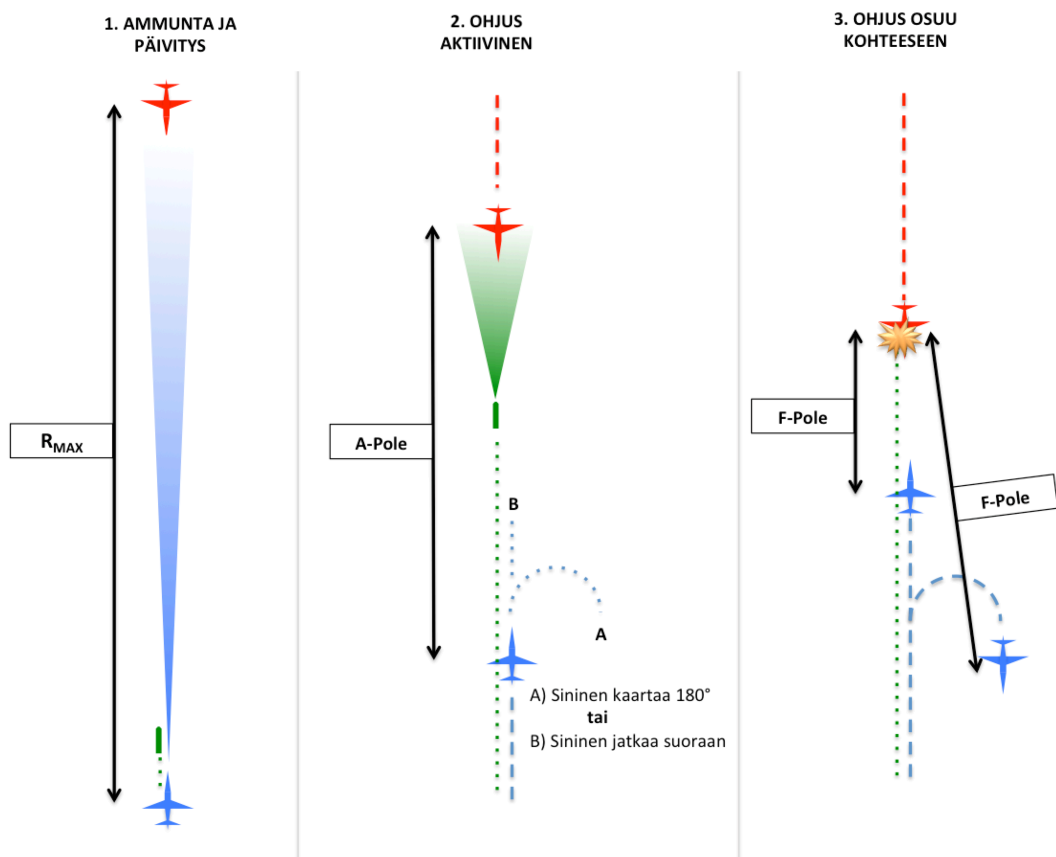 1. AMMUNTA JA
PÄIVITYS
R_MAX
2. OHJUS
AKTIIVINEN
A-Pole
B
A
A) Sininen kaartaa 180°
tai
B) Sininen jatkaa suoraan
3. OHJUS OSUU
KOHTEESEEN
F-Pole
F-Pole